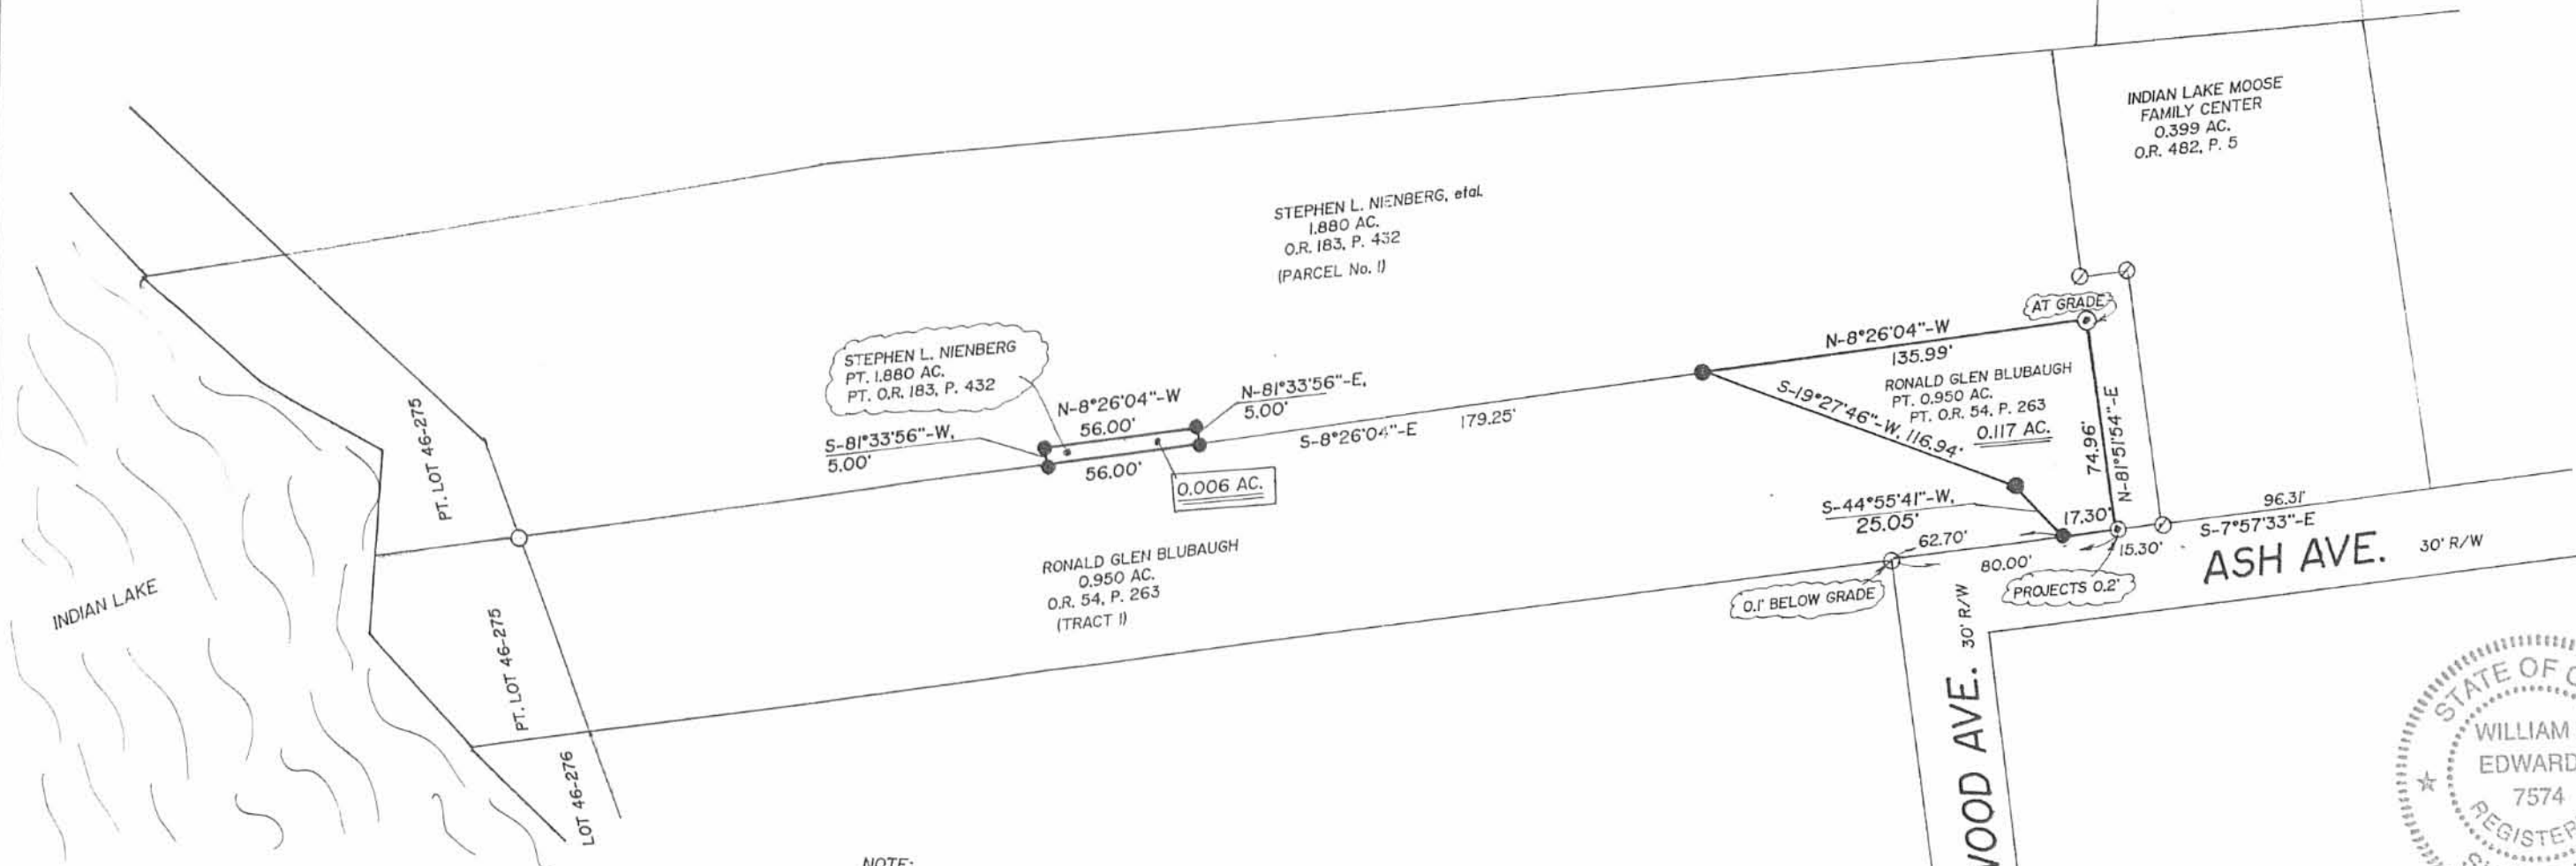 INDIAN LAKE MOOSE
FAMILY CENTER
0.399 AC.
O.R. 482, P. 5
STEPHEN L. NIENBERG, etal.
1.880 AC.
O.R. 183, P. 432
(PARCEL No. 1)
AT GRADE
N-8°26'04"-W
135.99'
STEPHEN L. NIENBERG
PT. 1.880 AC.
PT. O.R. 183, P. 432
RONALD GLEN BLUBAUGH
PT. 0.950 AC.
PT. O.R. 54, P. 263
0.117 AC.
S-19°27'46"-W, 116.94'
74.96'
N-81°51'54"-E
N-8°26'04"-W
56.00'
N-81°33'56"-E,
5.00'
S-81°33'56"-W,
5.00'
56.00'
0.006 AC.
S-8°26'04"-E 179.25'
PT. LOT 46-275
S-44°55'41"-W,
25.05'
17.30'
62.70'
80.00'
15.30'
96.31'
S-7°57'33"-E
ASH AVE. 30' R/W
0.1' BELOW GRADE
PROJECTS 0.2'
RONALD GLEN BLUBAUGH
0.950 AC.
O.R. 54, P. 263
(TRACT 1)
INDIAN LAKE
PT. LOT 46-275
LOT 46-276
WOOD AVE. 30' R/W
STATE OF
WILLIAM
EDWARD
7574
REGISTER
NOTE: